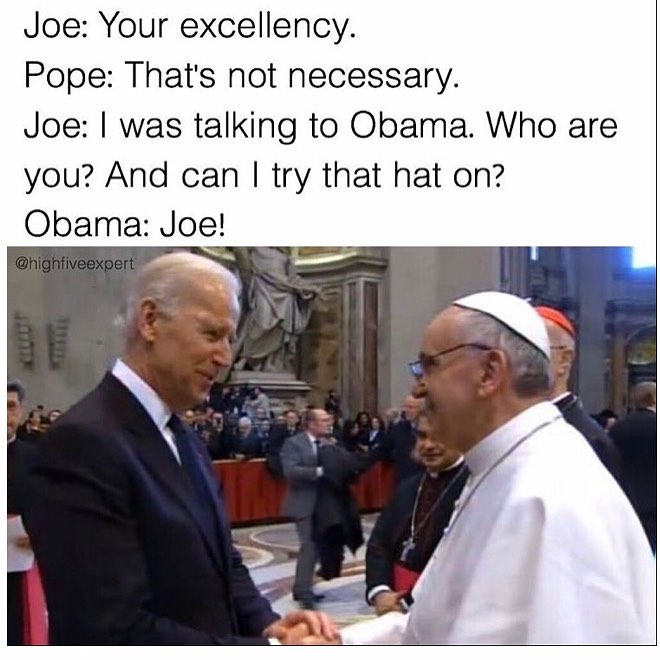 Joe: Your excellency.
Pope: That's not necessary.
Joe: I was talking to Obama. Who are
you? And can I try that hat on?
Obama: Joe!
@highfiveexpert